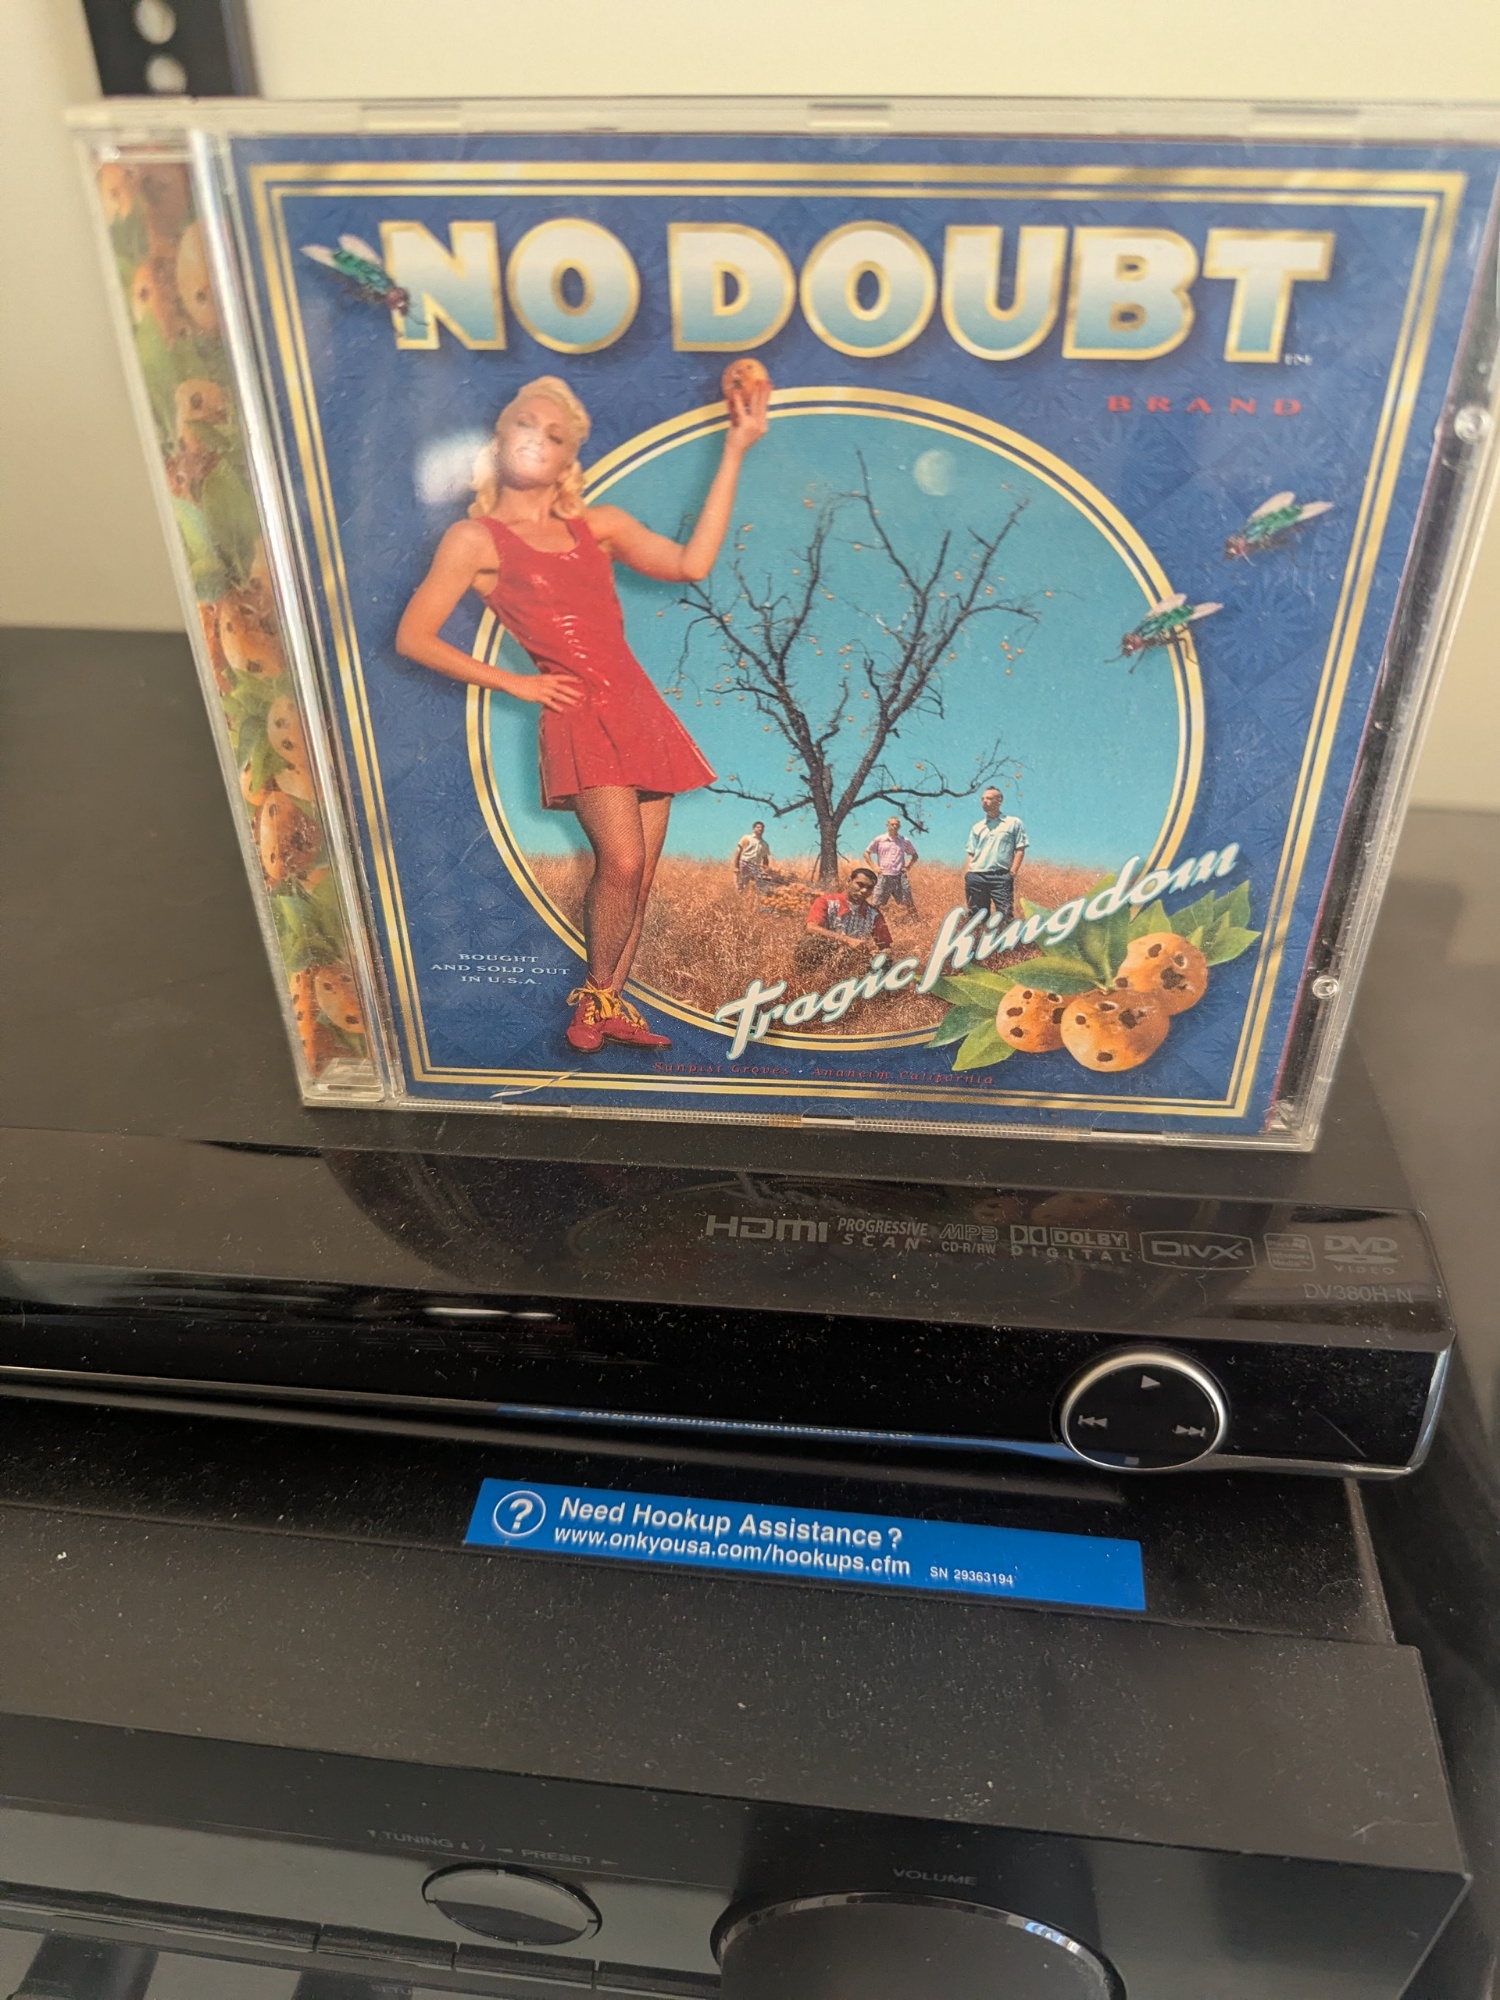 NO DOUBT
TM
BRAND
BOUGHT
AND SOLD OUT
IN U.S.A.
Tragic Kingdom
Sunpist Groves · Anaheim California
HDMI PROGRESSIVE SCAN MP3 CD-R/RW DOLBY DIGITAL DIVX DVD VIDEO
DV380H-N
? Need Hookup Assistance ?
www.onkyousa.com/hookups.cfm SN 29363194
TUNING / PRESET
VOLUME